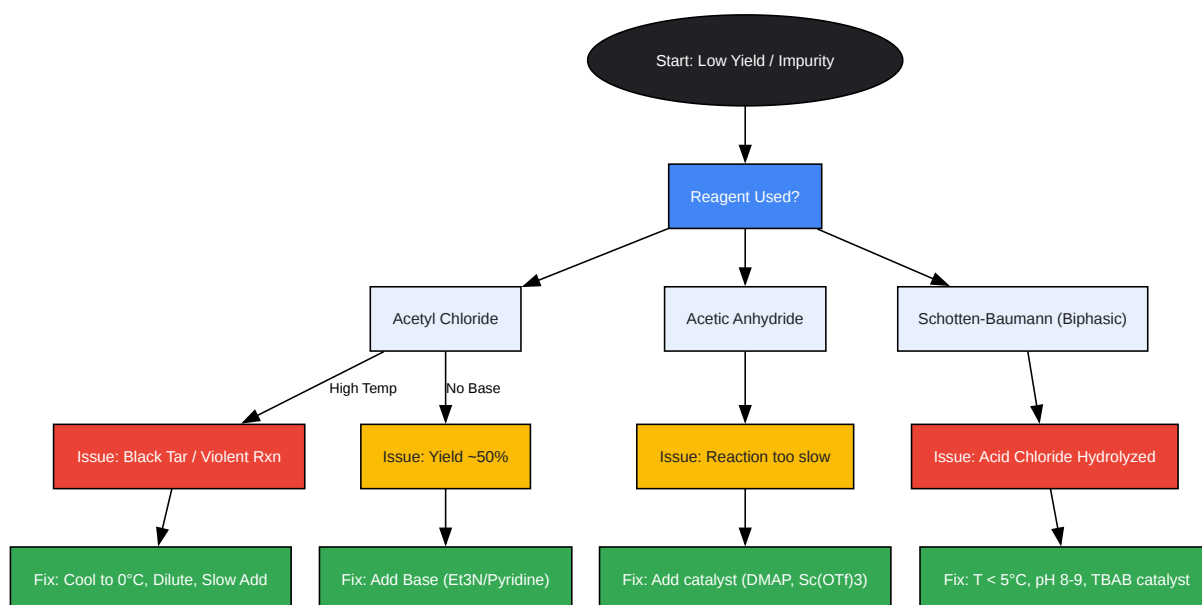 Start: Low Yield / Impurity
Reagent Used?
Acetyl Chloride
Acetic Anhydride
Schotten-Baumann (Biphasic)
High Temp
No Base
Issue: Black Tar / Violent Rxn
Issue: Yield ~50%
Issue: Reaction too slow
Issue: Acid Chloride Hydrolyzed
Fix: Cool to 0°C, Dilute, Slow Add
Fix: Add Base (Et3N/Pyridine)
Fix: Add catalyst (DMAP, Sc(OTf)3)
Fix: T < 5°C, pH 8-9, TBAB catalyst